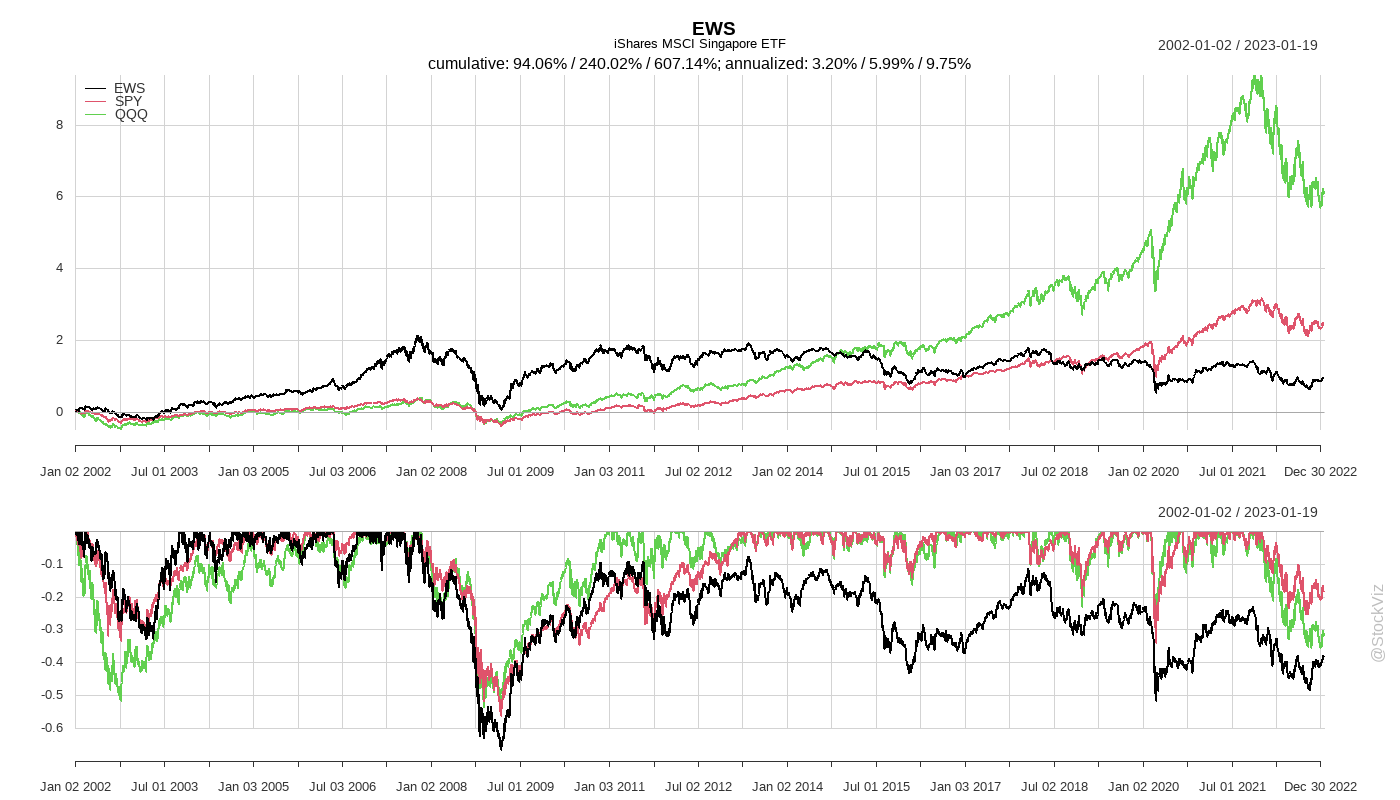 EWS
iShares MSCI Singapore ETF
2002-01-02 / 2023-01-19
cumulative: 94.06% / 240.02% / 607.14%; annualized: 3.20% / 5.99% / 9.75%
EWS
SPY
QQQ
8
6
4
2
0
Jan 02 2002 Jul 01 2003 Jan 03 2005 Jul 03 2006 Jan 02 2008 Jul 01 2009 Jan 03 2011 Jul 02 2012 Jan 02 2014 Jul 01 2015 Jan 03 2017 Jul 02 2018 Jan 02 2020 Jul 01 2021 Dec 30 2022
2002-01-02 / 2023-01-19
-0.1
-0.2
-0.3
-0.4
-0.5
-0.6
@StockViz
Jan 02 2002 Jul 01 2003 Jan 03 2005 Jul 03 2006 Jan 02 2008 Jul 01 2009 Jan 03 2011 Jul 02 2012 Jan 02 2014 Jul 01 2015 Jan 03 2017 Jul 02 2018 Jan 02 2020 Jul 01 2021 Dec 30 2022